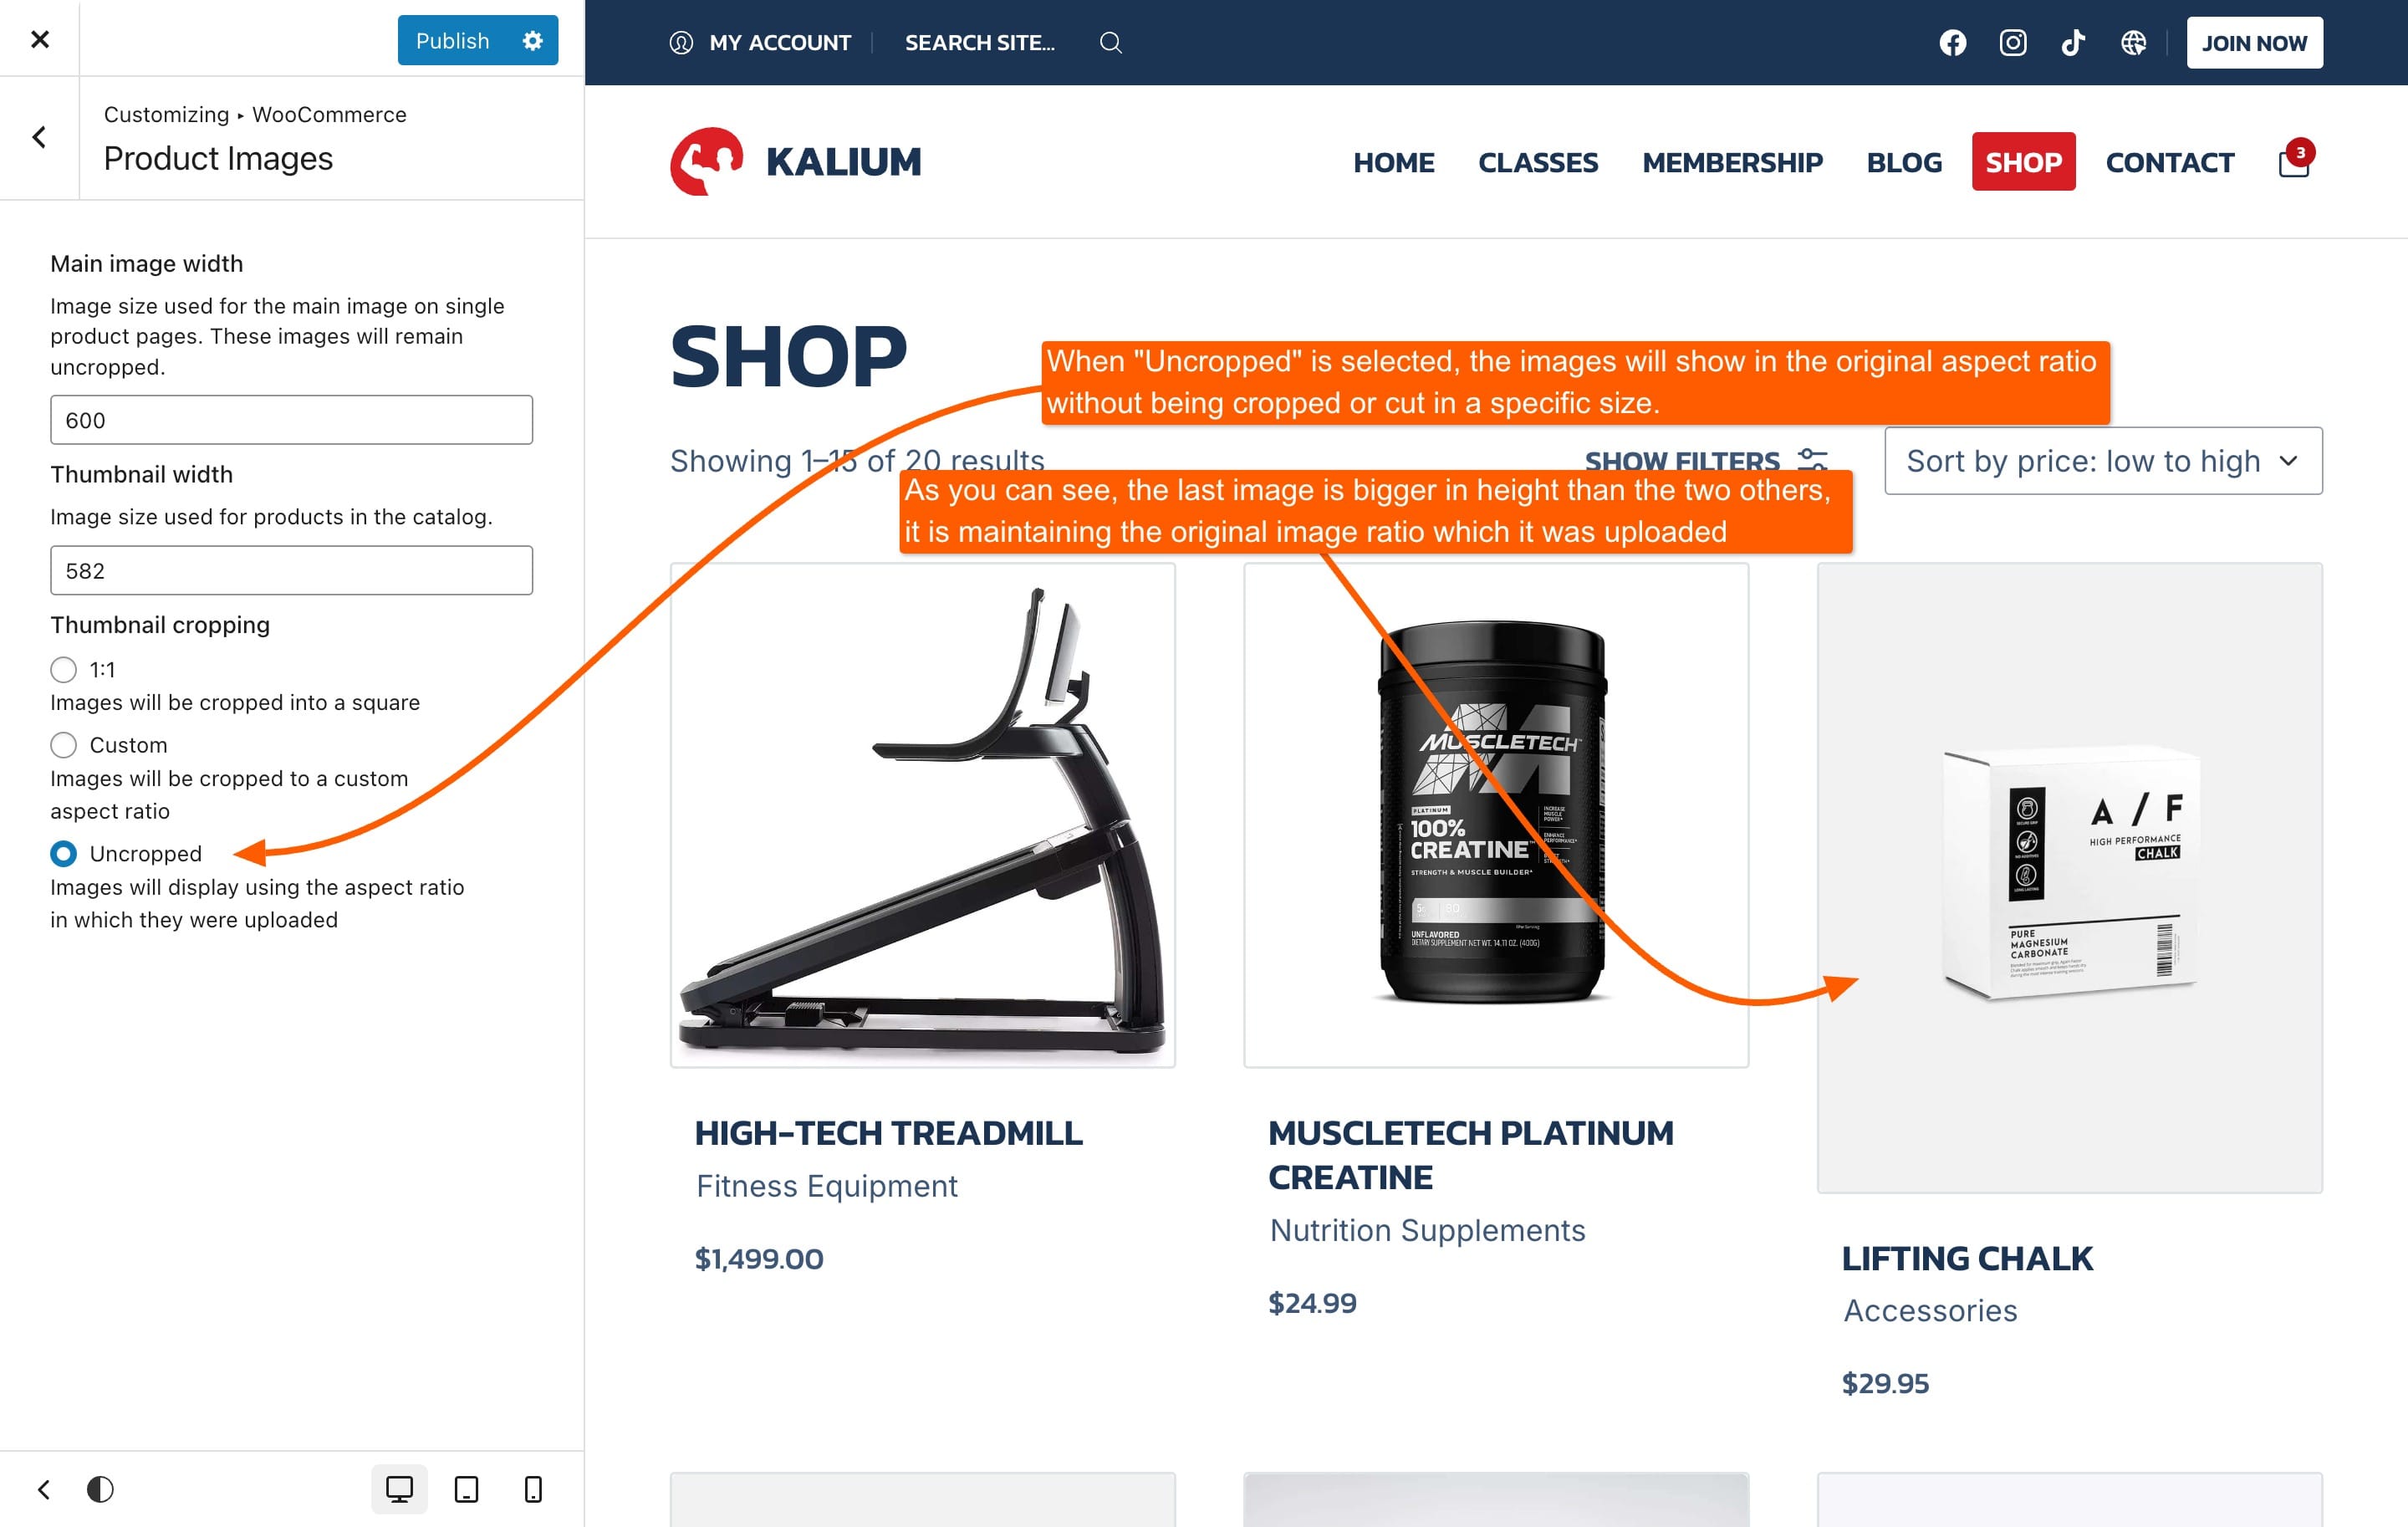 Publish
Customizing ▸ WooCommerce
Product Images
Main image width
Image size used for the main image on single
product pages. These images will remain
uncropped.
600
Thumbnail width
Image size used for products in the catalog.
582
Thumbnail cropping
1:1
Images will be cropped into a square
Custom
Images will be cropped to a custom
aspect ratio
Uncropped
Images will display using the aspect ratio
in which they were uploaded
MY ACCOUNT
SEARCH SITE...
JOIN NOW
KALIUM
HOME
CLASSES
MEMBERSHIP
BLOG
SHOP
CONTACT
3
SHOP
When "Uncropped" is selected, the images will show in the original aspect ratio
without being cropped or cut in a specific size.
Showing 1–15 of 20 results
SHOW FILTERS
Sort by price: low to high
As you can see, the last image is bigger in height than the two others,
it is maintaining the original image ratio which it was uploaded
MUSCLETECH
PLATINUM
100%
CREATINE
STRENGTH & MUSCLE BUILDER*
UNFLAVORED
DIETARY SUPPLEMENT NET WT. 14.11 OZ. (400G)
INCREASE
MUSCLE
POWER*
ENHANCE
PERFORMANCE*
A / F
HIGH PERFORMANCE
CHALK
PURE
MAGNESIUM
CARBONATE
HIGH-TECH TREADMILL
Fitness Equipment
$1,499.00
MUSCLETECH PLATINUM
CREATINE
Nutrition Supplements
$24.99
LIFTING CHALK
Accessories
$29.95